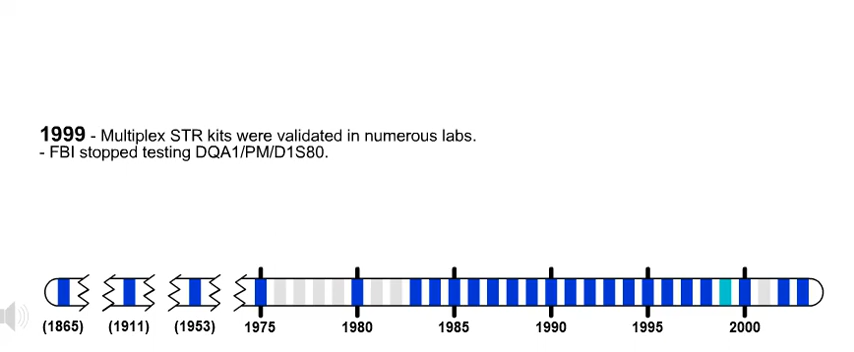 1999 - Multiplex STR kits were validated in numerous labs.
- FBI stopped testing DQA1/PM/D1S80.
(1865) (1911) (1953) 1975 1980 1985 1990 1995 2000